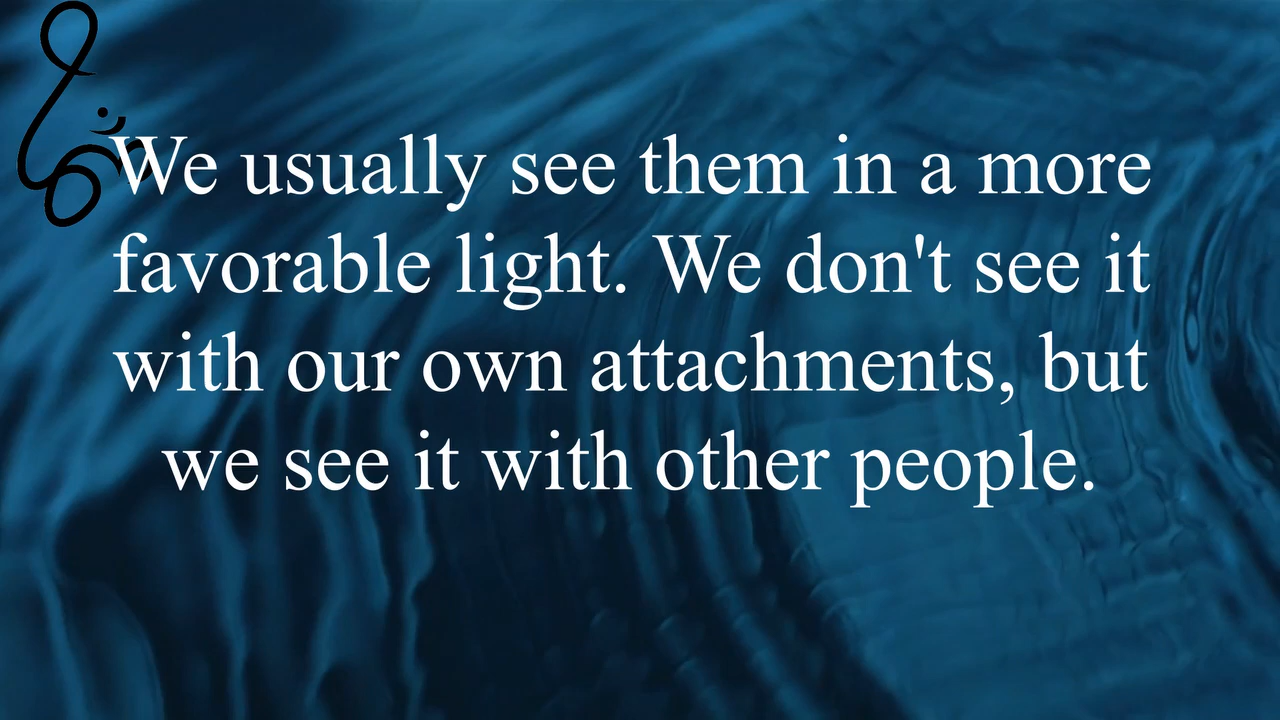 We usually see them in a more
favorable light. We don't see it
with our own attachments, but
we see it with other people.